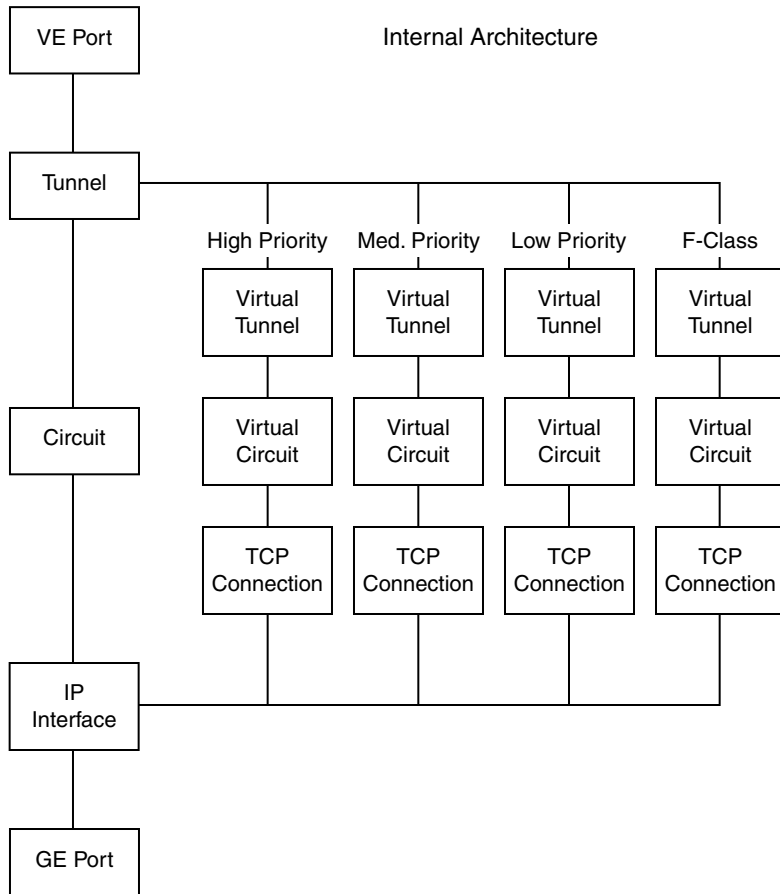 VE Port
Internal Architecture
Tunnel
High Priority
Med. Priority
Low Priority
F-Class
Virtual
Tunnel
Virtual
Tunnel
Virtual
Tunnel
Virtual
Tunnel
Circuit
Virtual
Circuit
Virtual
Circuit
Virtual
Circuit
Virtual
Circuit
TCP
Connection
TCP
Connection
TCP
Connection
TCP
Connection
IP
Interface
GE Port